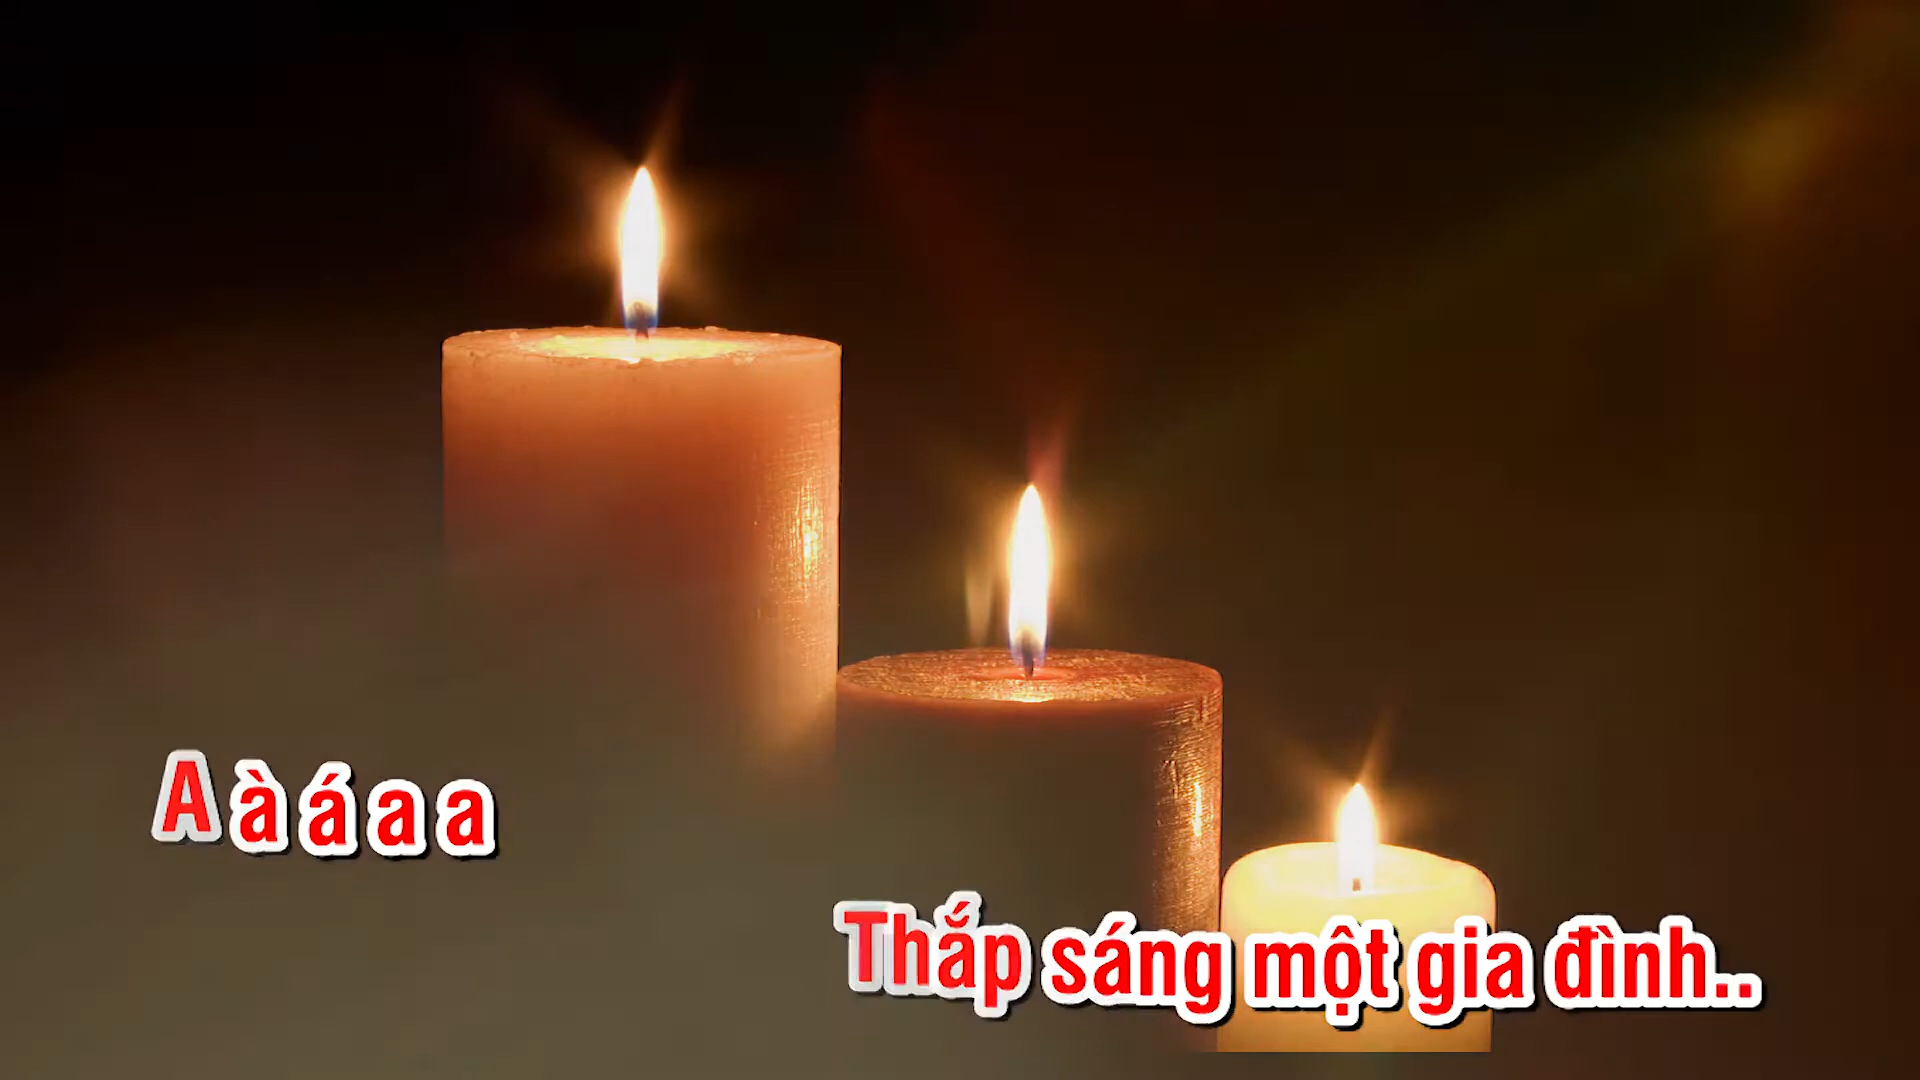 A à á a a
Thắp sáng một gia đình..